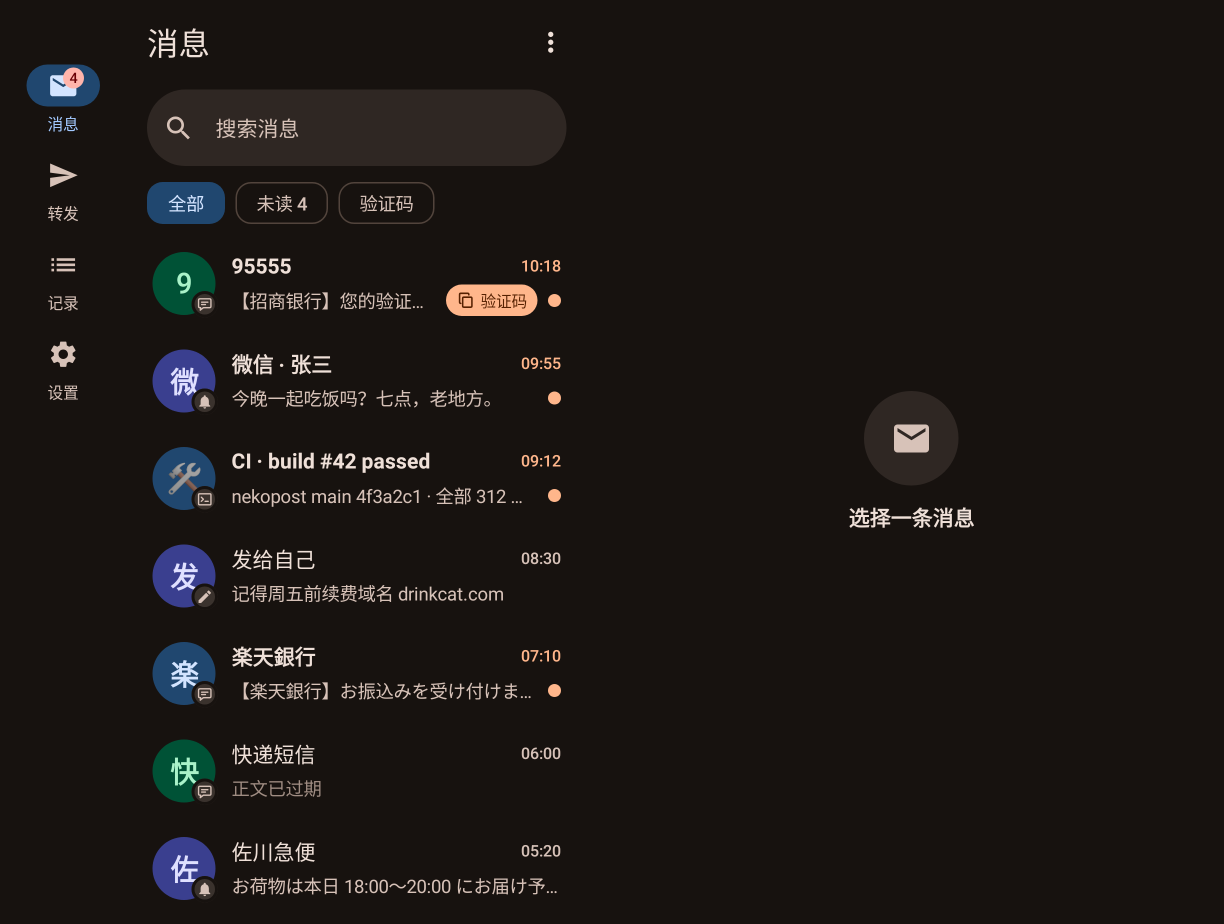 消息
4
消息
转发
记录
设置
搜索消息
全部
未读 4
验证码
9
95555
10:18
【招商银行】您的验证…
验证码
微
微信 · 张三
09:55
今晚一起吃饭吗？七点，老地方。
CI · build #42 passed
09:12
nekopost main 4f3a2c1 · 全部 312 …
发
发给自己
08:30
记得周五前续费域名 drinkcat.com
楽
楽天銀行
07:10
【楽天銀行】お振込みを受け付けま…
快
快递短信
06:00
正文已过期
佐
佐川急便
05:20
お荷物は本日 18:00〜20:00 にお届け予…
选择一条消息